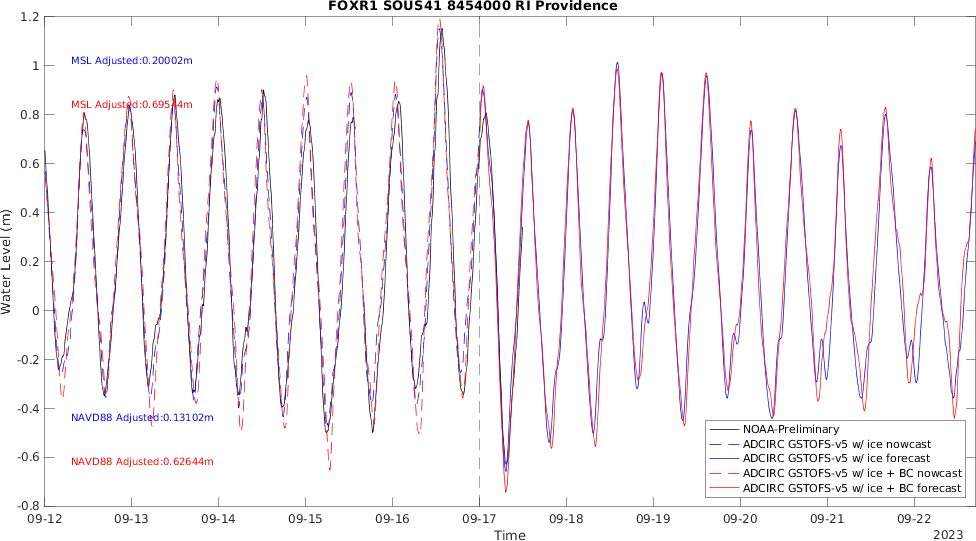 FOXR1 SOUS41 8454000 RI Providence
1.2
1
0.8
0.6
0.4
0.2
0
-0.2
-0.4
-0.6
-0.8
Water Level (m)
MSL Adjusted:0.20002m
MSL Adjusted:0.69544m
NAVD88 Adjusted:0.13102m
NAVD88 Adjusted:0.62644m
NOAA-Preliminary
ADCIRC GSTOFS-v5 w/ ice nowcast
ADCIRC GSTOFS-v5 w/ ice forecast
ADCIRC GSTOFS-v5 w/ ice + BC nowcast
ADCIRC GSTOFS-v5 w/ ice + BC forecast
09-12 09-13 09-14 09-15 09-16 09-17 09-18 09-19 09-20 09-21 09-22
Time
2023